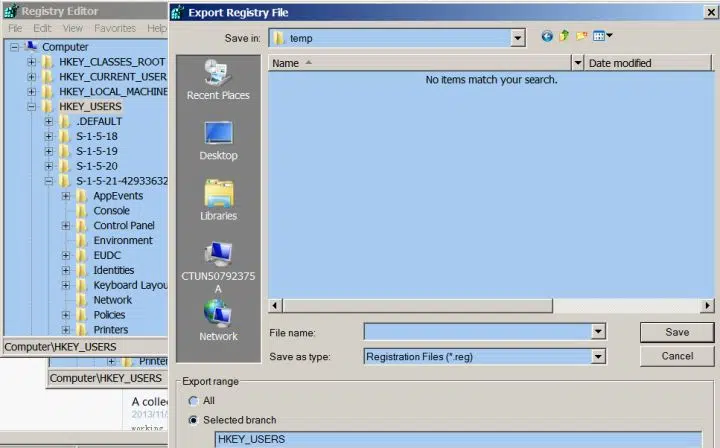 Registry Editor
File Edit View Favorites Help
Computer
HKEY_CLASSES_ROOT
HKEY_CURRENT_USER
HKEY_LOCAL_MACHINE
HKEY_USERS
.DEFAULT
S-1-5-18
S-1-5-19
S-1-5-20
S-1-5-21-42933632
AppEvents
Console
Control Panel
Environment
EUDC
Identities
Keyboard Layou
Network
Policies
Printers
Computer\HKEY_USERS
Printer
Computer\HKEY_USERS
A collec
2013/11/
working
Export Registry File
Save in:
temp
Recent Places
Desktop
Libraries
CTUN50792375
A
Network
Name
Date modified
No items match your search.
File name:
Save
Save as type:
Registration Files (*.reg)
Cancel
Export range
All
Selected branch
HKEY_USERS